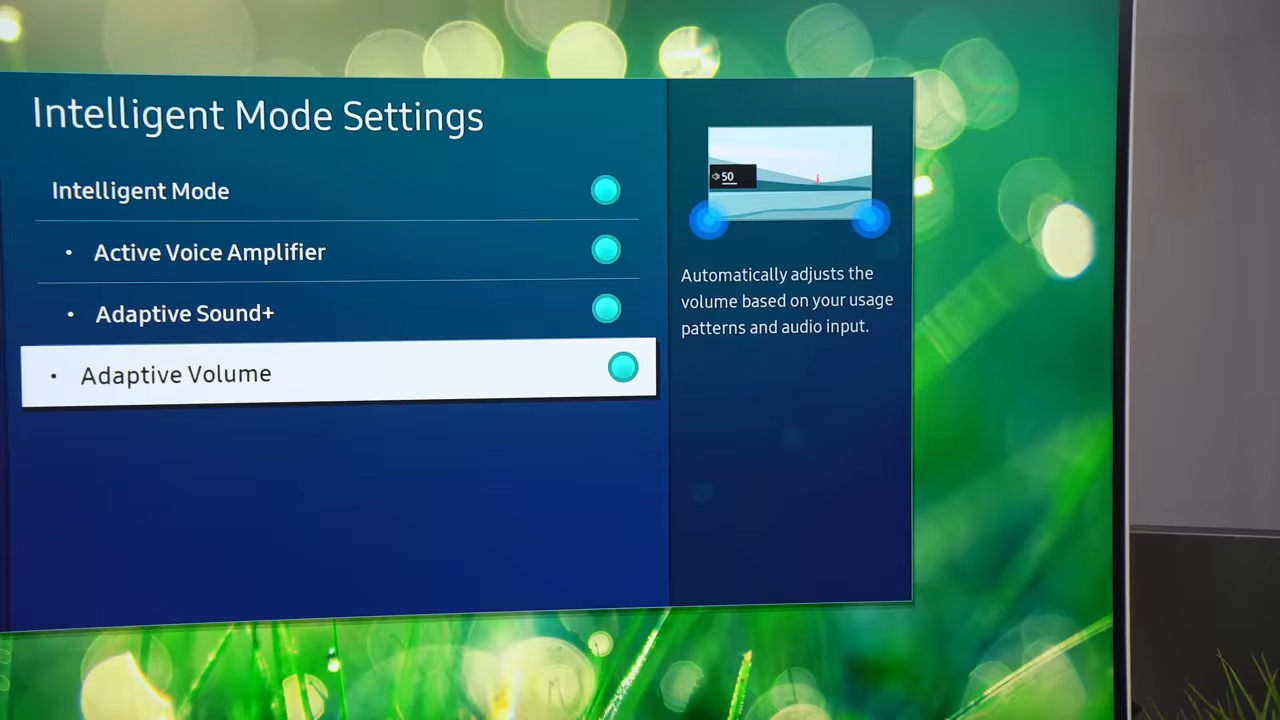 Intelligent Mode Settings
Intelligent Mode
• Active Voice Amplifier
• Adaptive Sound+
• Adaptive Volume
50
Automatically adjusts the
volume based on your usage
patterns and audio input.